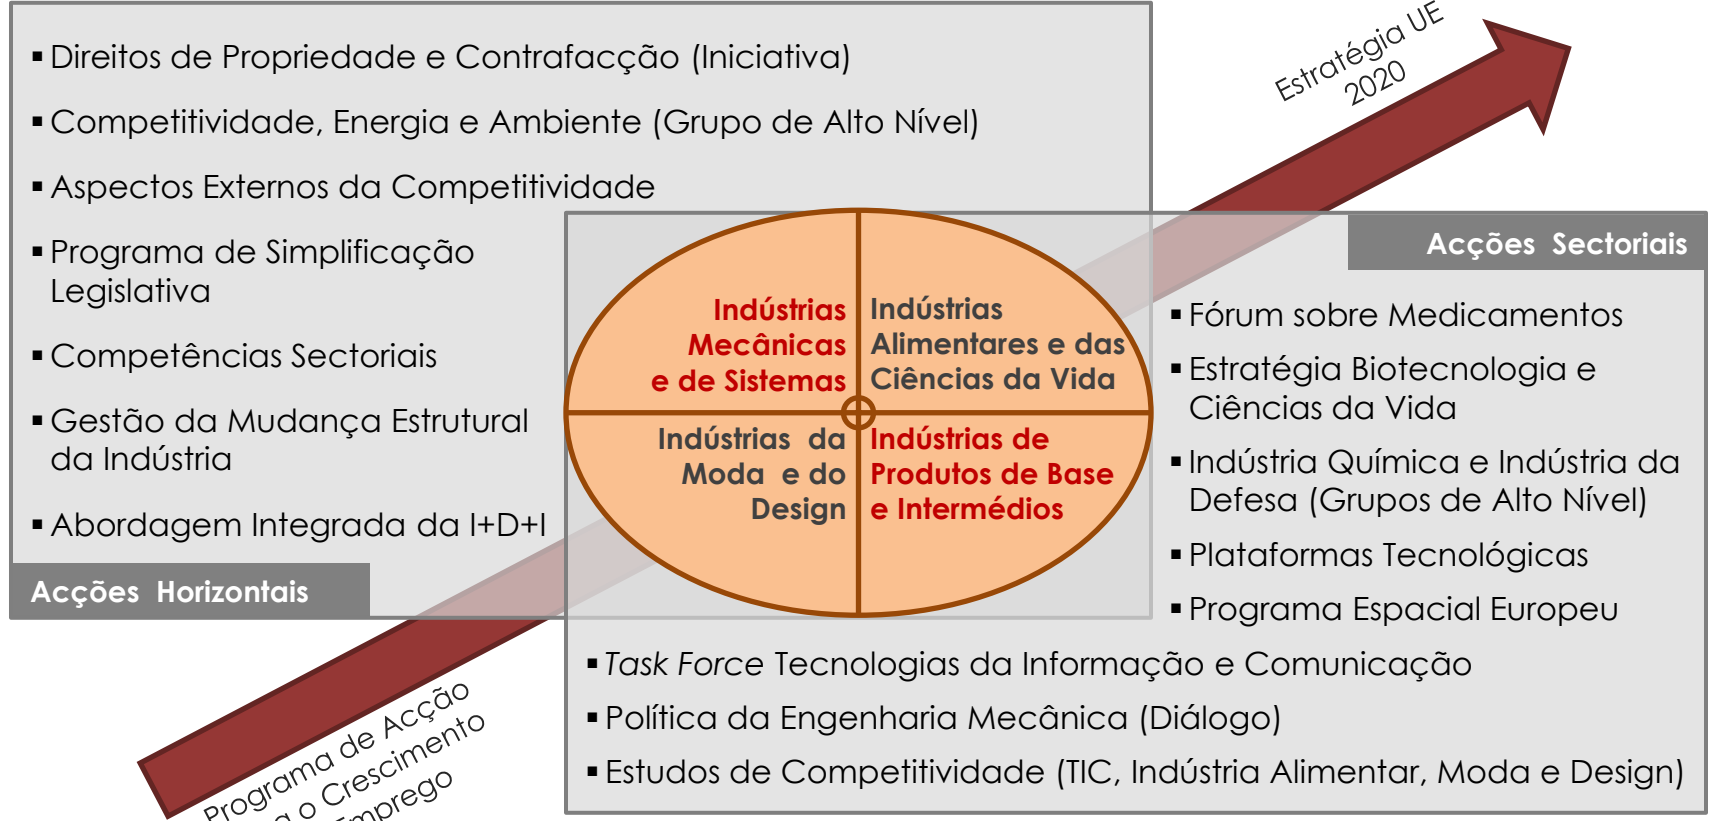 ▪ Direitos de Propriedade e Contrafacção (Iniciativa)
▪ Competitividade, Energia e Ambiente (Grupo de Alto Nível)
▪ Aspectos Externos da Competitividade
▪ Programa de Simplificação
Legislativa
▪ Competências Sectoriais
▪ Gestão da Mudança Estrutural
da Indústria
▪ Abordagem Integrada da I+D+I
Acções Horizontais
Estratégia UE
2020
Indústrias
Mecânicas
e de Sistemas
Indústrias
Alimentares e das
Ciências da Vida
Indústrias da
Moda e do
Design
Indústrias de
Produtos de Base
e Intermédios
Acções Sectoriais
▪ Fórum sobre Medicamentos
▪ Estratégia Biotecnologia e
Ciências da Vida
▪ Indústria Química e Indústria da
Defesa (Grupos de Alto Nível)
▪ Plataformas Tecnológicas
▪ Programa Espacial Europeu
▪ Task Force Tecnologias da Informação e Comunicação
▪ Política da Engenharia Mecânica (Diálogo)
▪ Estudos de Competitividade (TIC, Indústria Alimentar, Moda e Design)
Programa de Acção
o Crescimento
Emprego